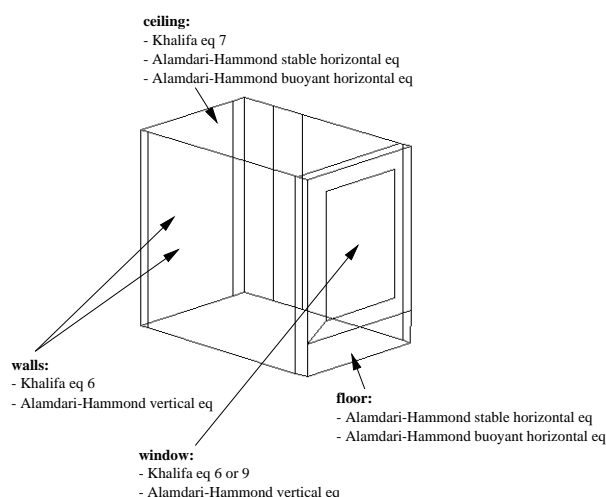 ceiling:
- Khalifa eq 7
- Alamdari-Hammond stable horizontal eq
- Alamdari-Hammond buoyant horizontal eq
walls:
- Khalifa eq 6
- Alamdari-Hammond vertical eq
floor:
- Alamdari-Hammond stable horizontal eq
- Alamdari-Hammond buoyant horizontal eq
window:
- Khalifa eq 6 or 9
- Alamdari-Hammond vertical eq